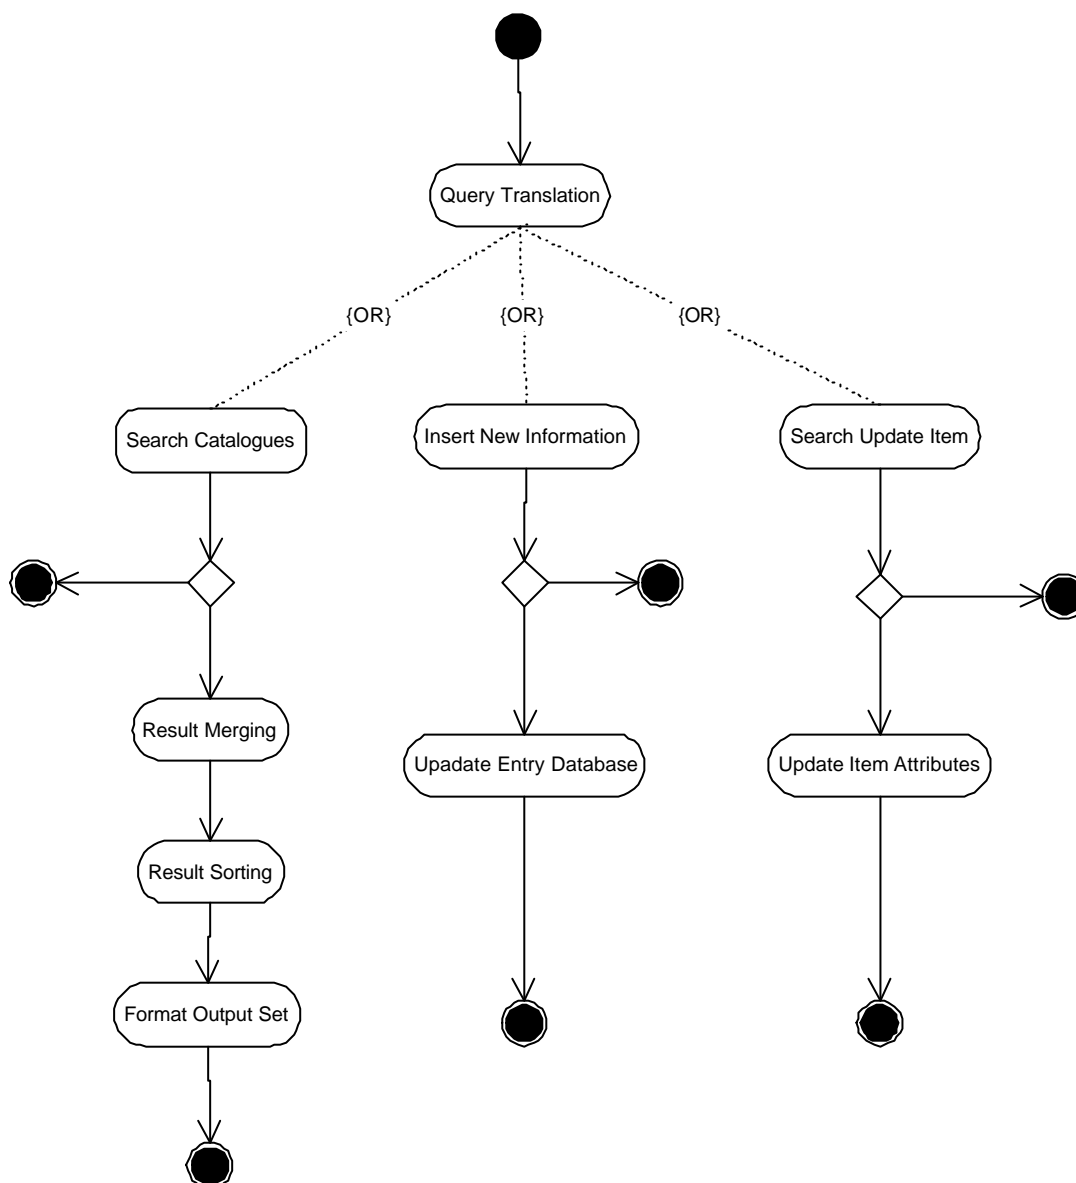 Query Translation
{OR}
{OR}
{OR}
Search Catalogues
Insert New Information
Search Update Item
Result Merging
Upadate Entry Database
Update Item Attributes
Result Sorting
Format Output Set